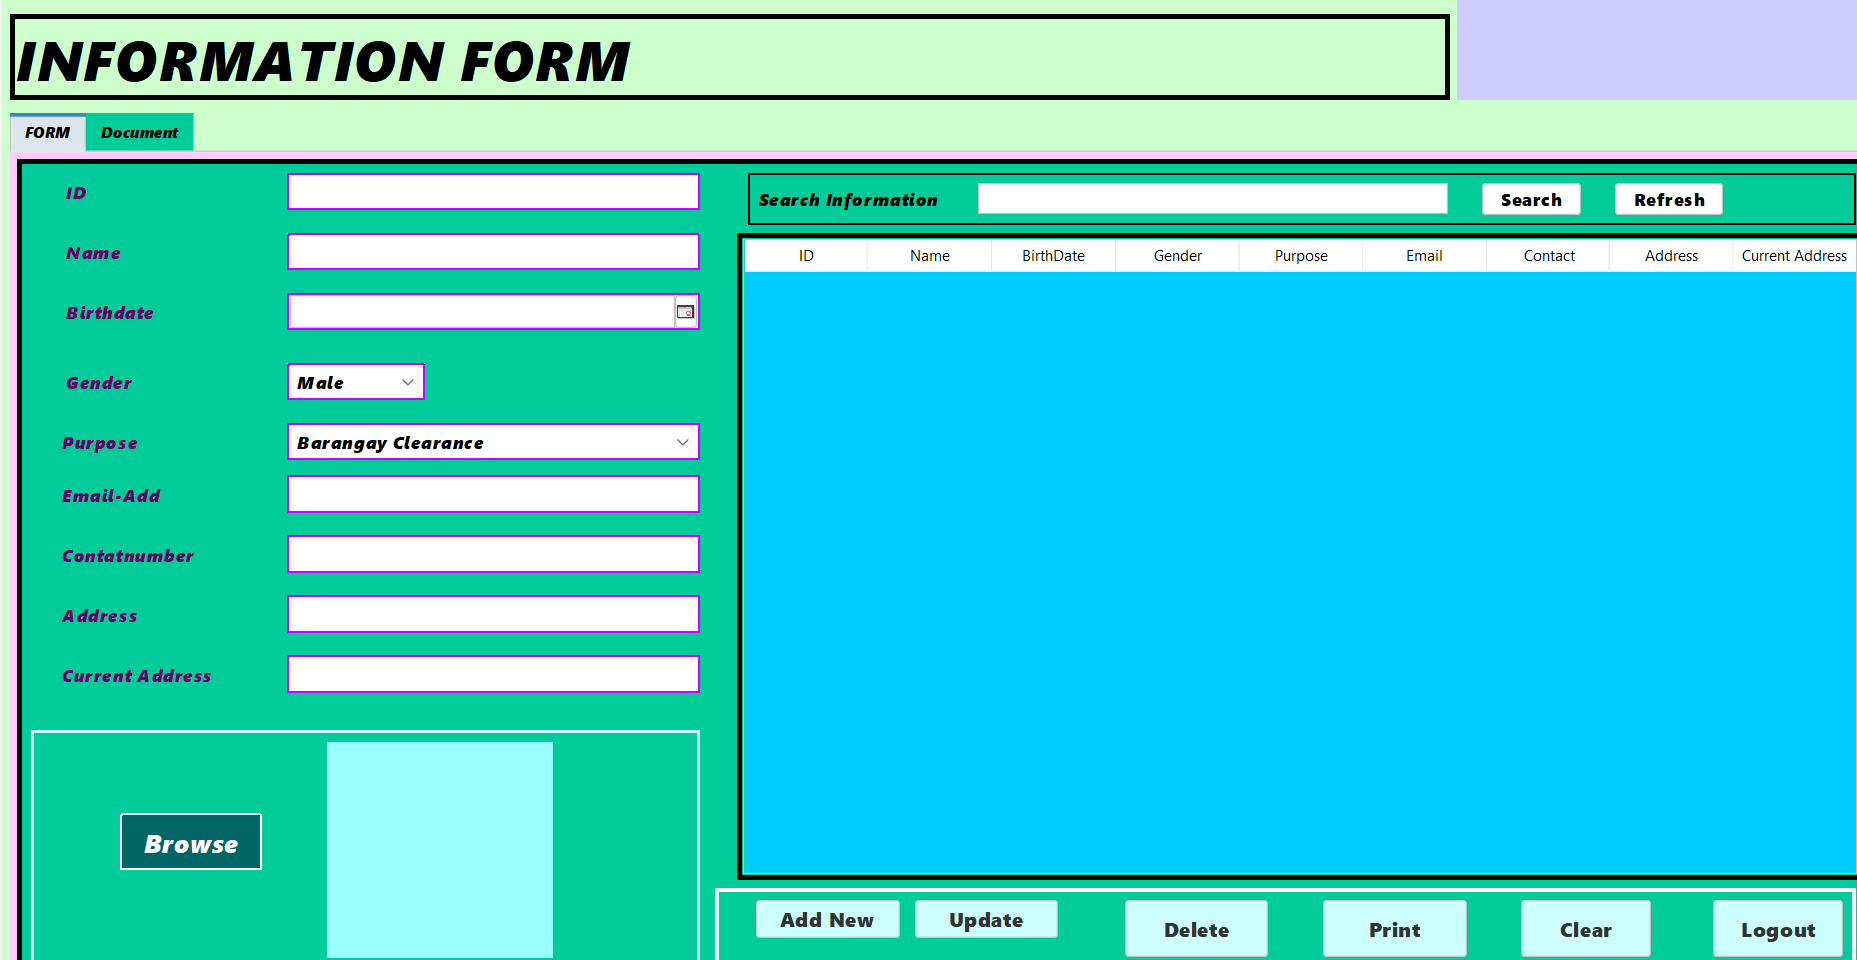 INFORMATION FORM
FORM Document
ID
Name
Birthdate
Gender Male
Purpose Barangay Clearance
Email-Add
Contatnumber
Address
Current Address
Browse
Search Information Search Refresh
ID Name BirthDate Gender Purpose Email Contact Address Current Address
Add New Update Delete Print Clear Logout